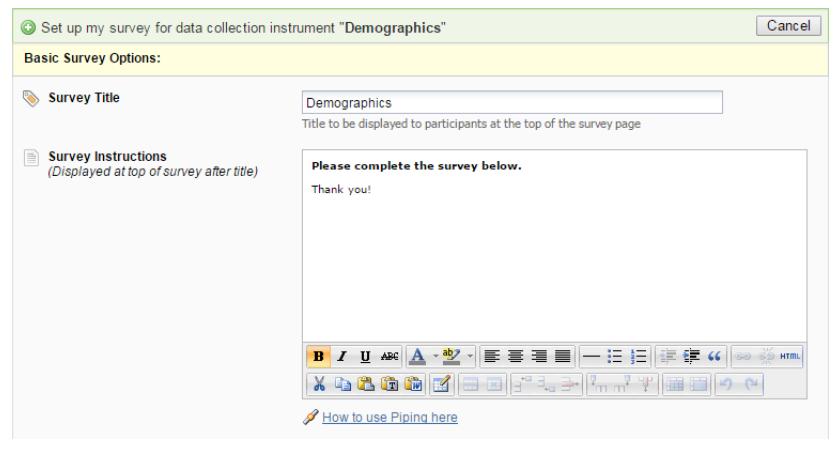 Set up my survey for data collection instrument "Demographics"
Cancel
Basic Survey Options:
Survey Title
Demographics
Title to be displayed to participants at the top of the survey page
Survey Instructions
(Displayed at top of survey after title)
Please complete the survey below.
Thank you!
B I U ABC A ab HTML
T W
How to use Piping here